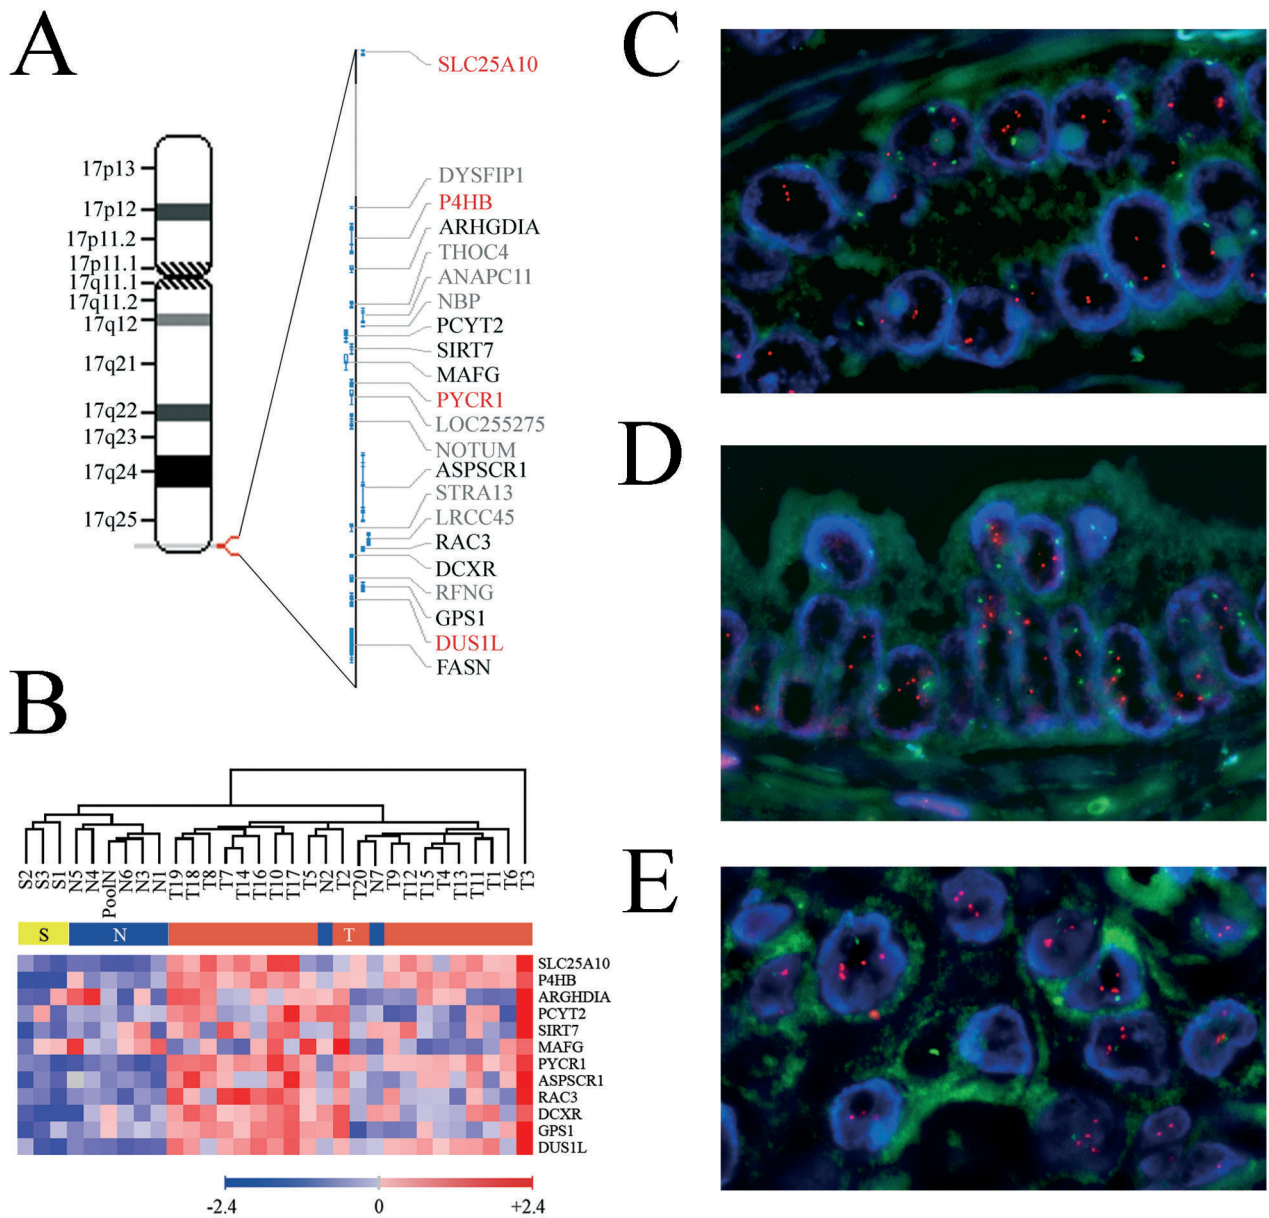 A
17p13
17p12
17p11.2
17p11.1
17q11.1
17q11.2
17q12
17q21
17q22
17q23
17q24
17q25
SLC25A10
DYSFIP1
P4HB
ARHGDIA
THOC4
ANAPC11
NBP
PCYT2
SIRT7
MAFG
PYCR1
LOC255275
NOTUM
ASPSCR1
STRA13
LRCC45
RAC3
DCXR
RFNG
GPS1
DUS1L
FASN
B
S2 S3 S1 N5 N4 PoolN N6 N3 N1 T19 T18 T8 T7 T14 T16 T10 T17 T5 N2 T2 T20 N7 T9 T12 T15 T4 T13 T11 T1 T6 T3
S N T
SLC25A10
P4HB
ARGHDIA
PCYT2
SIRT7
MAFG
PYCR1
ASPSCR1
RAC3
DCXR
GPS1
DUS1L
-2.4 0 +2.4
C
D
E